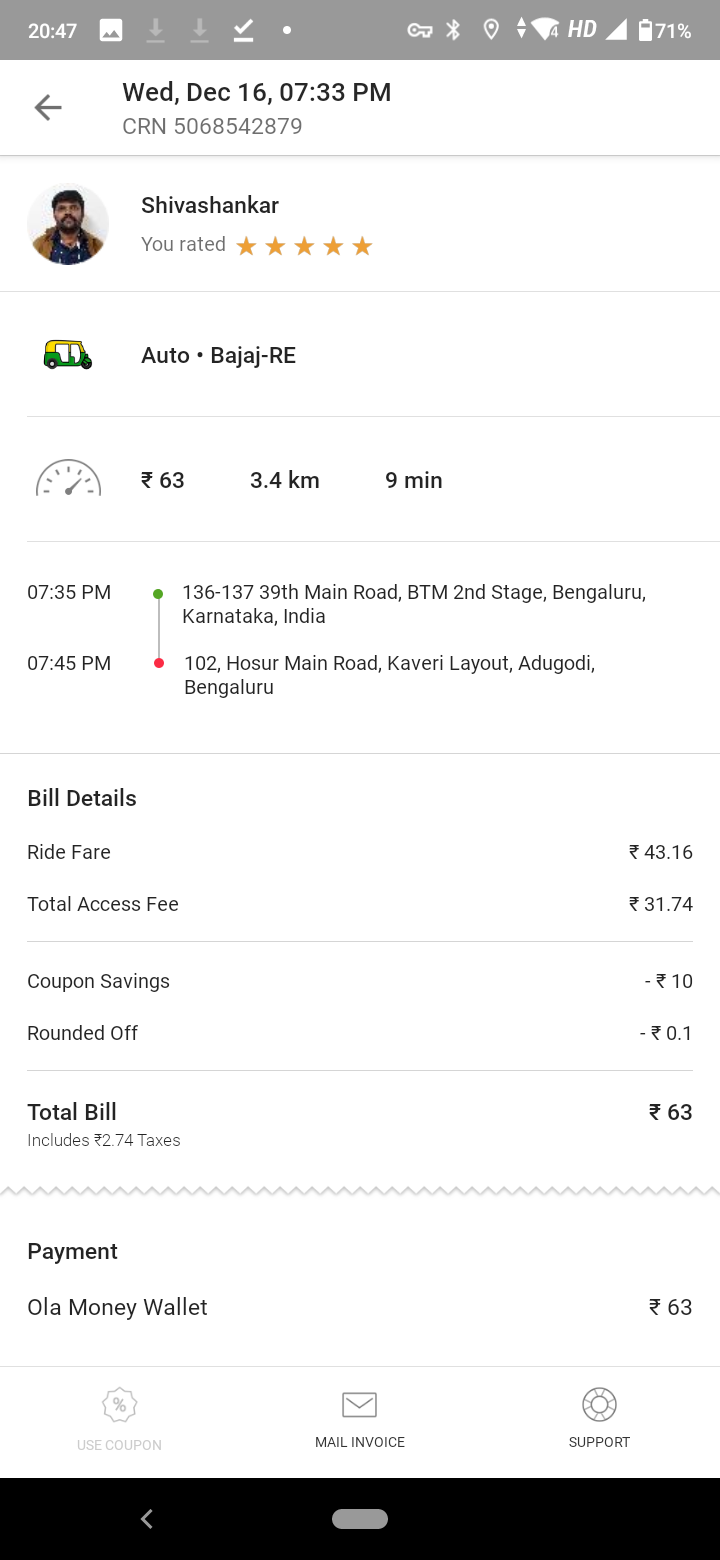 20:47
4 HD 71%
Wed, Dec 16, 07:33 PM
CRN 5068542879
Shivashankar
You rated
Auto • Bajaj-RE
₹ 63 3.4 km 9 min
07:35 PM 136-137 39th Main Road, BTM 2nd Stage, Bengaluru,
Karnataka, India
07:45 PM 102, Hosur Main Road, Kaveri Layout, Adugodi,
Bengaluru
Bill Details
Ride Fare ₹ 43.16
Total Access Fee ₹ 31.74
Coupon Savings - ₹ 10
Rounded Off - ₹ 0.1
Total Bill ₹ 63
Includes ₹2.74 Taxes
Payment
Ola Money Wallet ₹ 63
%
USE COUPON MAIL INVOICE SUPPORT